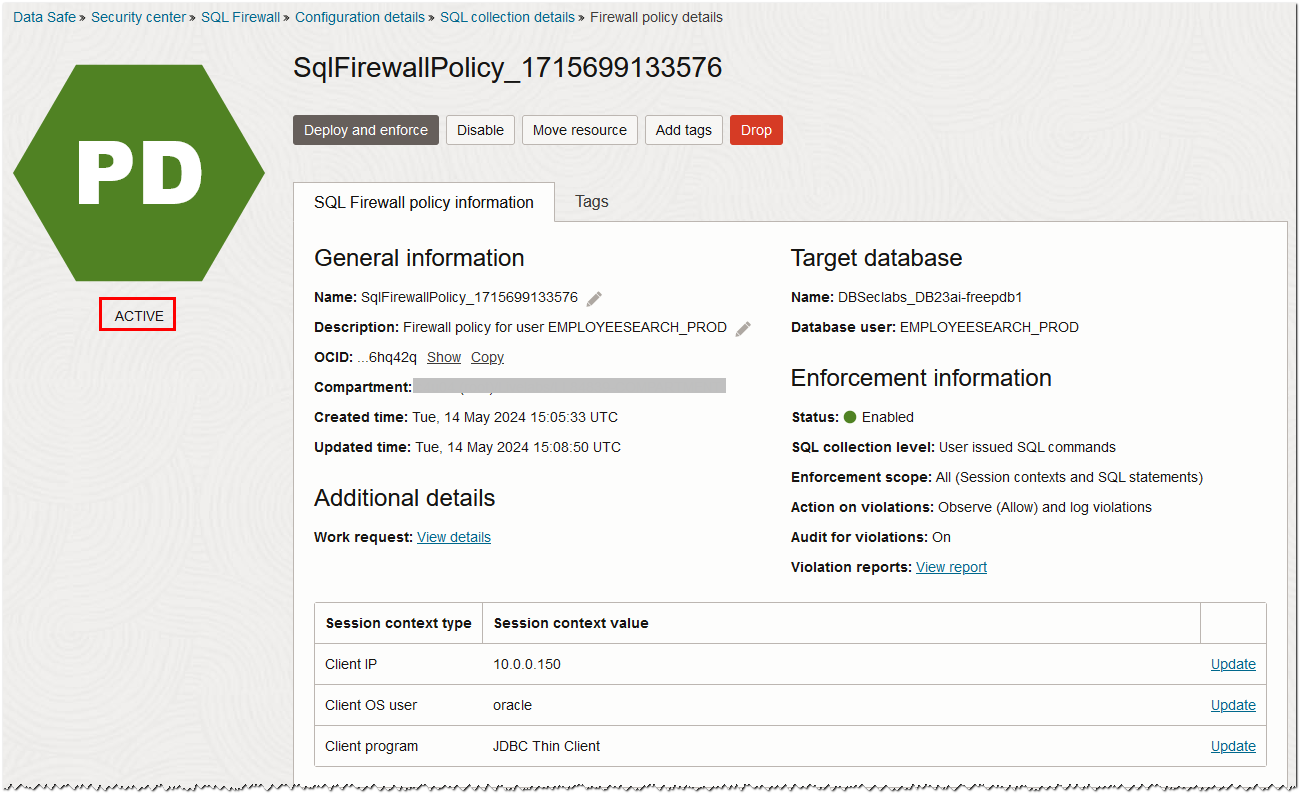 Data Safe » Security center » SQL Firewall » Configuration details » SQL collection details » Firewall policy details
SqlFirewallPolicy_1715699133576
PD
ACTIVE
Deploy and enforce Disable Move resource Add tags Drop
SQL Firewall policy information Tags
General information
Name: SqlFirewallPolicy_1715699133576
Description: Firewall policy for user EMPLOYEESEARCH_PROD
OCID: ...6hq42q Show Copy
Compartment:
Created time: Tue, 14 May 2024 15:05:33 UTC
Updated time: Tue, 14 May 2024 15:08:50 UTC
Additional details
Work request: View details
Target database
Name: DBSeclabs_DB23ai-freepdb1
Database user: EMPLOYEESEARCH_PROD
Enforcement information
Status: Enabled
SQL collection level: User issued SQL commands
Enforcement scope: All (Session contexts and SQL statements)
Action on violations: Observe (Allow) and log violations
Audit for violations: On
Violation reports: View report
Session context type Session context value
Client IP 10.0.0.150 Update
Client OS user oracle Update
Client program JDBC Thin Client Update